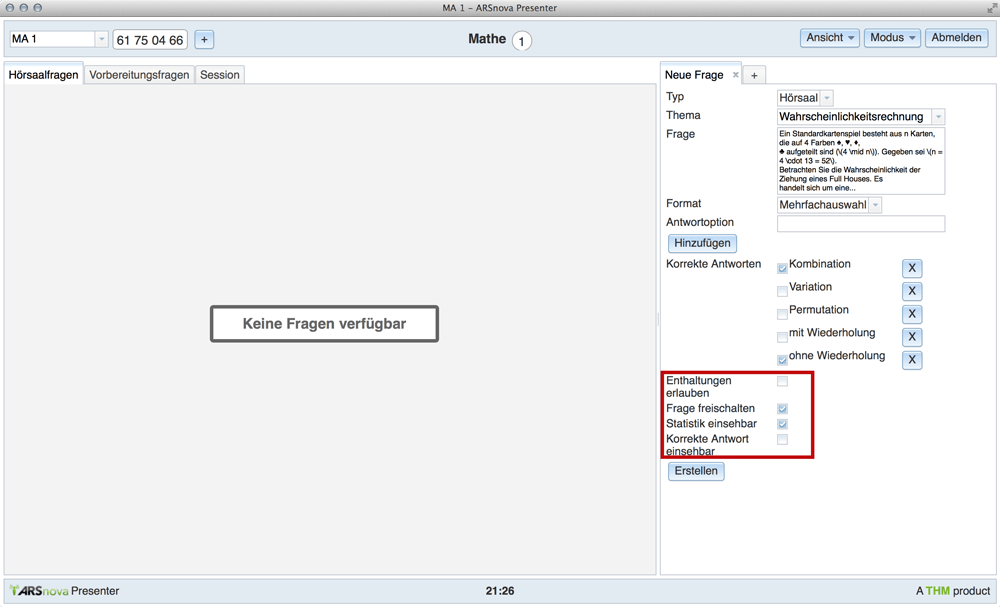 MA 1 – ARSnova Presenter
MA 1 61 75 04 66 + Mathe 1 Ansicht Modus Abmelden
Hörsaalfragen Vorbereitungsfragen Session
Keine Fragen verfügbar
Neue Frage × +
Typ Hörsaal
Thema Wahrscheinlichkeitsrechnung
Frage
Ein Standardkartenspiel besteht aus n Karten,
die auf 4 Farben ♠, ♥, ♦,
♣ aufgeteilt sind (\(4 \mid n\)). Gegeben sei \(n =
4 \cdot 13 = 52\).
Betrachten Sie die Wahrscheinlichkeit der
Ziehung eines Full Houses. Es
handelt sich um eine...
Format Mehrfachauswahl
Antwortoption
Hinzufügen
Korrekte Antworten Kombination X
Variation X
Permutation X
mit Wiederholung X
ohne Wiederholung X
Enthaltungen
erlauben
Frage freischalten
Statistik einsehbar
Korrekte Antwort
einsehbar
Erstellen
ARSnova Presenter 21:26 A THM product